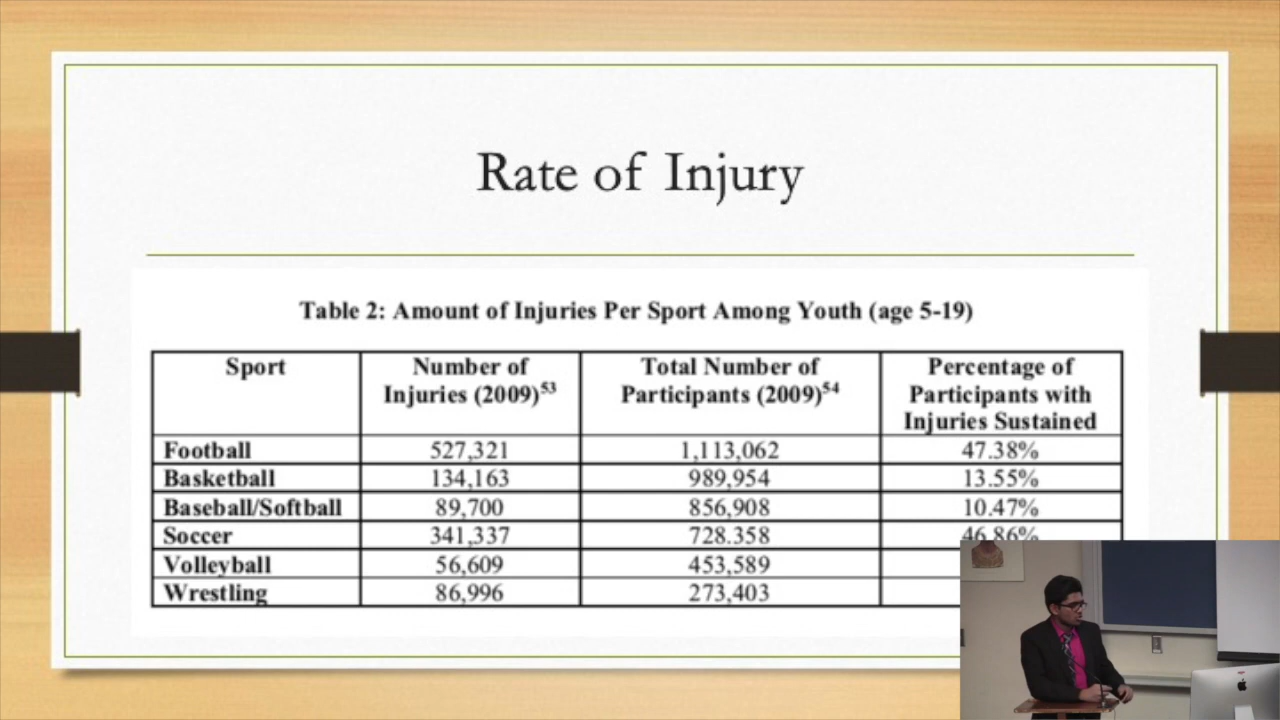 Rate of Injury
Table 2: Amount of Injuries Per Sport Among Youth (age 5-19)
Sport Number of Injuries (2009)53 Total Number of Participants (2009)54 Percentage of Participants with Injuries Sustained
Football 527,321 1,113,062 47.38%
Basketball 134,163 989,954 13.55%
Baseball/Softball 89,700 856,908 10.47%
Soccer 341,337 728.358 46.86%
Volleyball 56,609 453,589
Wrestling 86,996 273,403